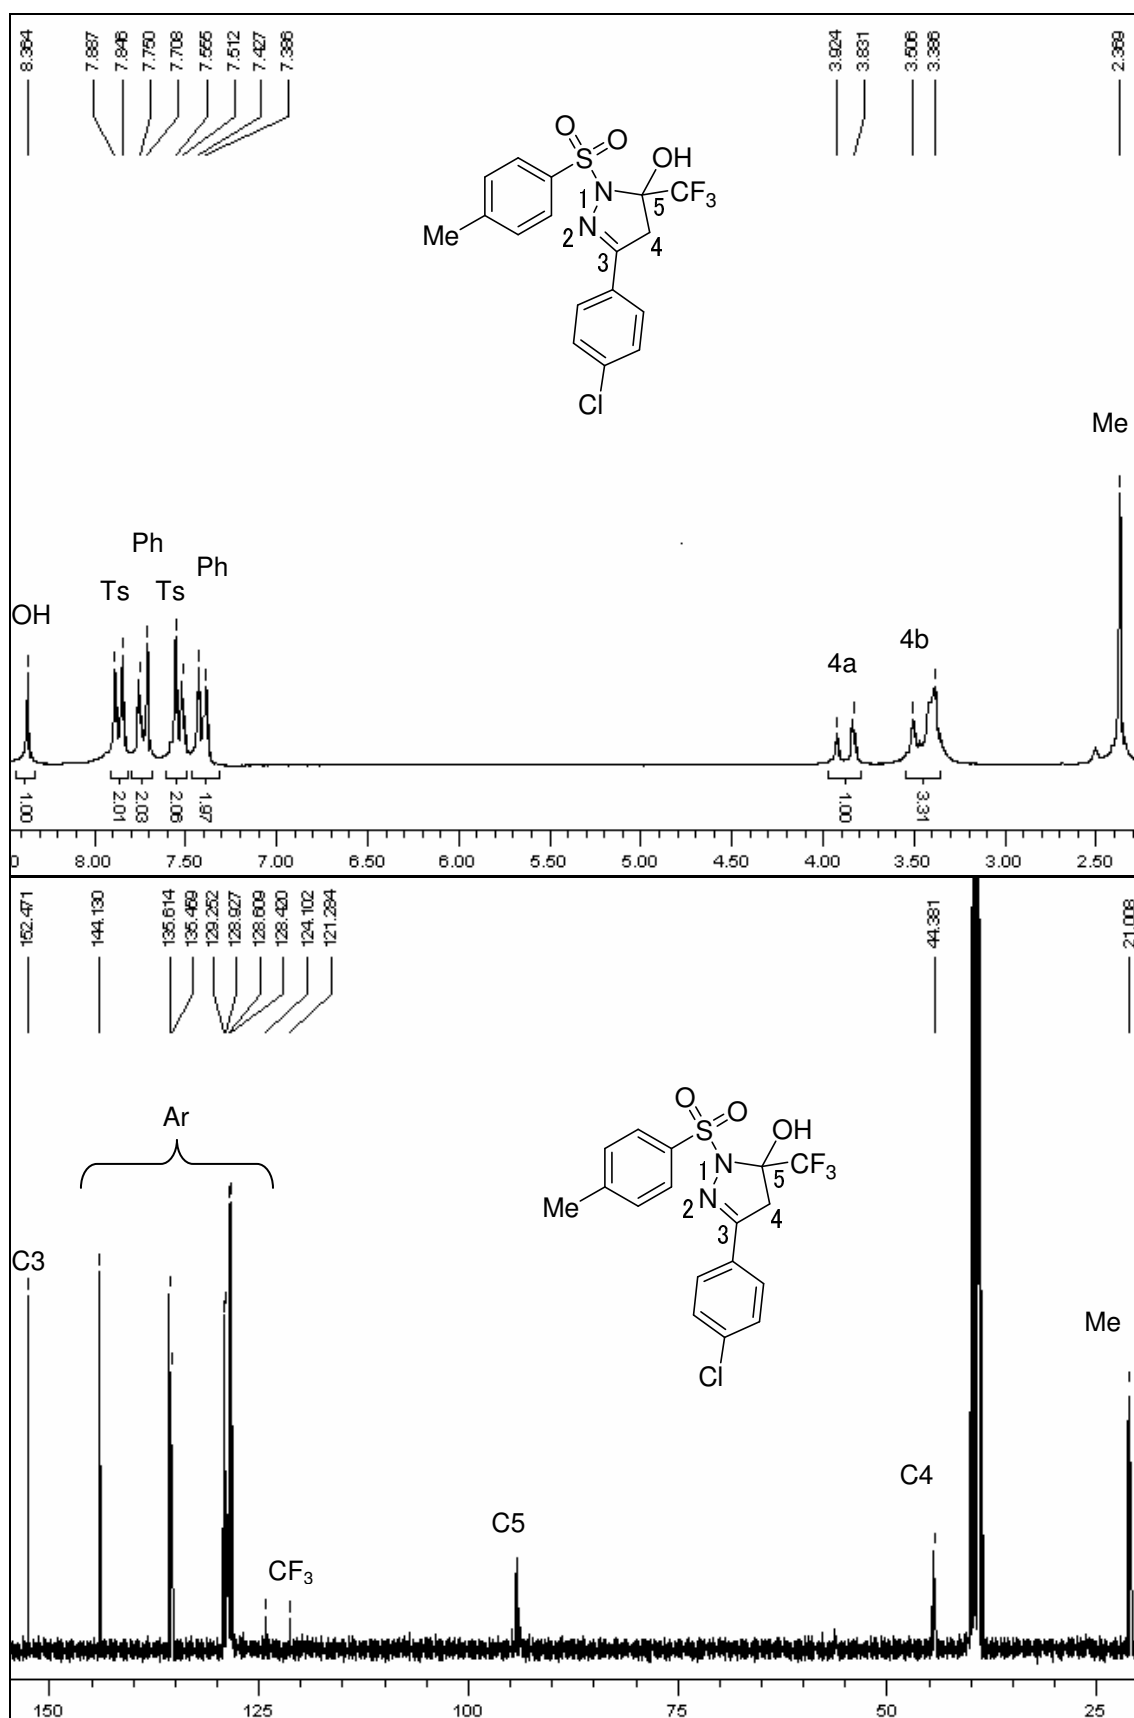 8.364
7.887
7.846
7.750
7.708
7.555
7.512
7.427
7.386
3.924
3.831
3.506
3.386
2.369
O
O
S
OH
N
1
CF3
5
N
2
4
Me
3
Cl
Me
Ph
Ph
Ts
Ts
OH
4b
4a
1.00
2.01
2.03
2.06
1.97
1.00
3.31
0
8.00
7.50
7.00
6.50
6.00
5.50
5.00
4.50
4.00
3.50
3.00
2.50
152.471
144.130
135.614
135.469
129.252
128.927
128.609
128.420
124.102
121.284
44.381
21.008
O
O
S
OH
N
1
CF3
5
N
2
4
Me
3
Cl
Ar
C3
Me
C4
C5
CF3
150
125
100
75
50
25